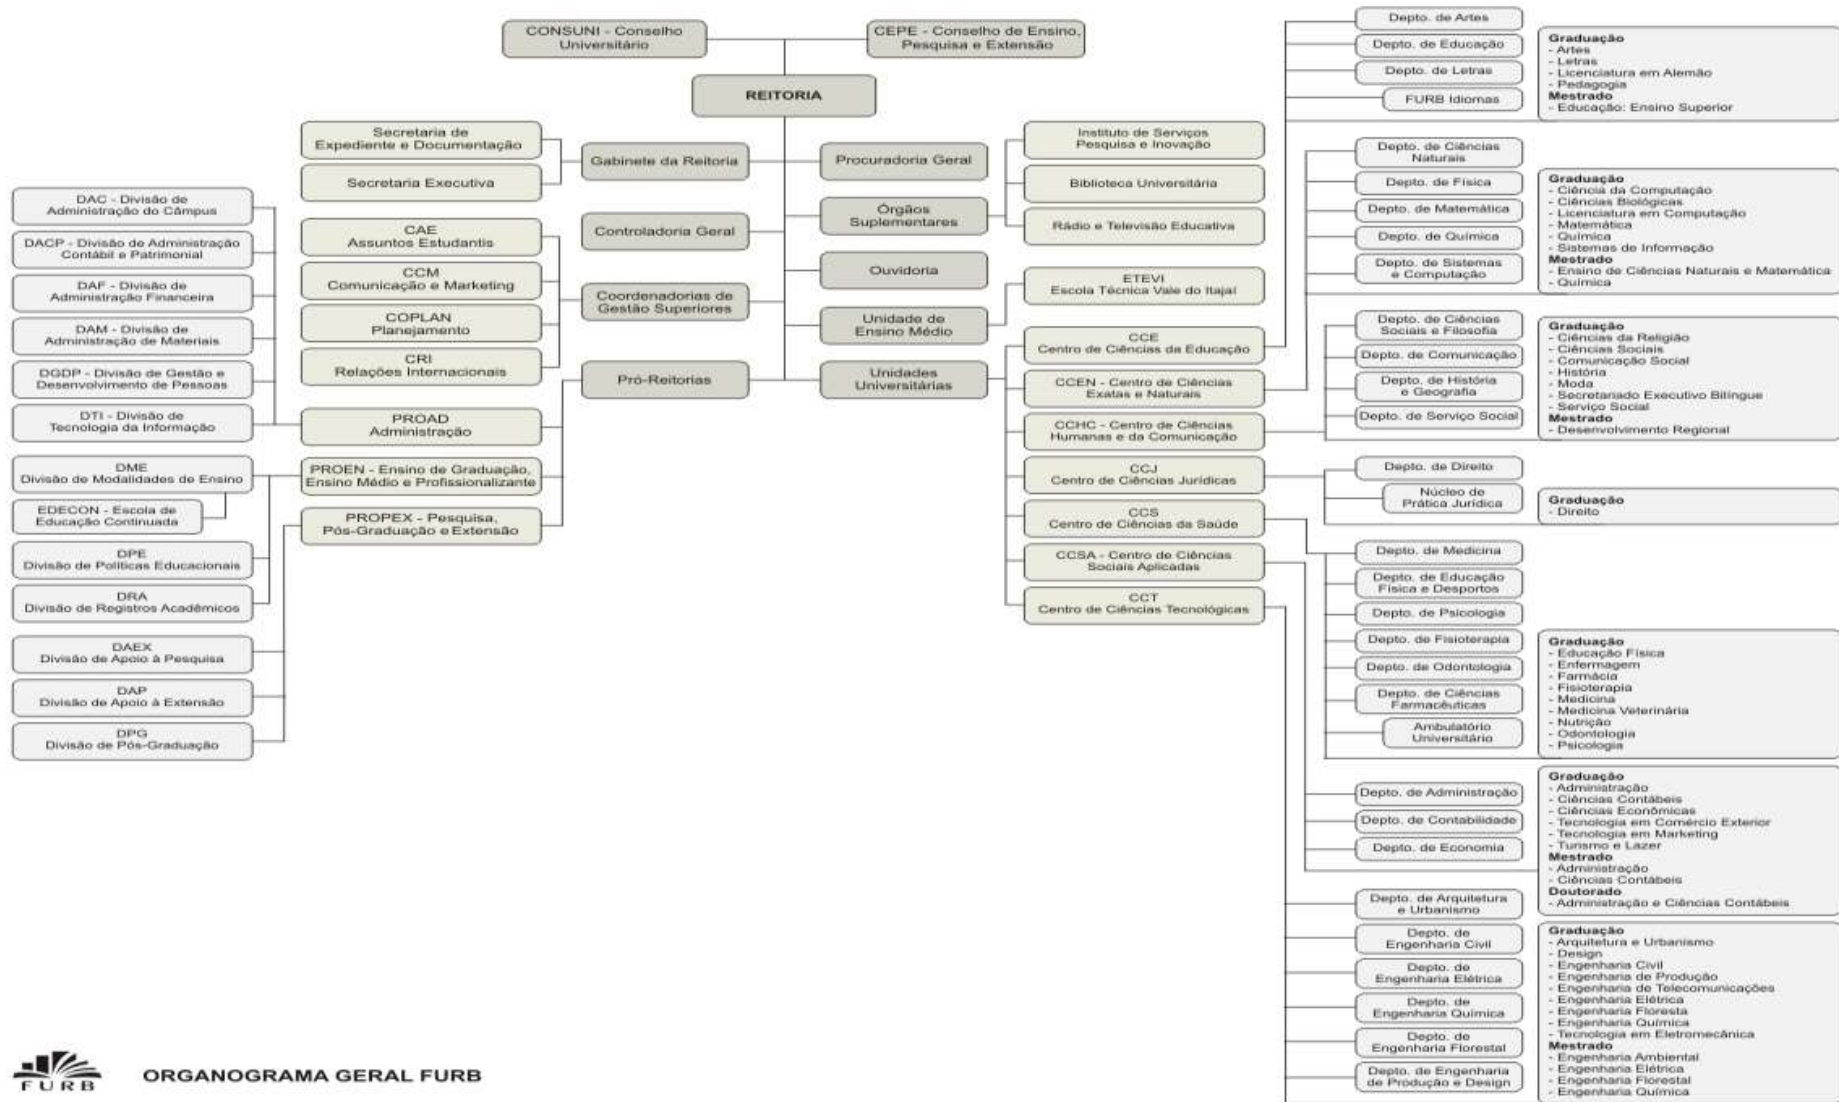 CONSUNI - Conselho
Universitário
CEPE - Conselho de Ensino,
Pesquisa e Extensão
REITORIA
Secretaria de
Expediente e Documentação
Secretaria Executiva
Gabinete da Reitoria
Procuradoria Geral
Instituto de Serviços
Pesquisa e Inovação
Biblioteca Universitária
Rádio e Televisão Educativa
Controladoria Geral
Órgãos
Suplementares
Ouvidoria
CAE
Assuntos Estudantis
CCM
Comunicação e Marketing
COPLAN
Planejamento
CRI
Relações Internacionais
Coordenadorias de
Gestão Superiores
Unidade de
Ensino Médio
ETEVI
Escola Técnica Vale do Itajaí
Pró-Reitorias
Unidades
Universitárias
DAC - Divisão de
Administração do Câmpus
DACP - Divisão de Administração
Contábil e Patrimonial
DAF - Divisão de
Administração Financeira
DAM - Divisão de
Administração de Materiais
DGDP - Divisão de Gestão e
Desenvolvimento de Pessoas
DTI - Divisão de
Tecnologia da Informação
PROAD
Administração
DME
Divisão de Modalidades de Ensino
EDECON - Escola de
Educação Continuada
DPE
Divisão de Políticas Educacionais
DRA
Divisão de Registros Acadêmicos
PROEN - Ensino de Graduação,
Ensino Médio e Profissionalizante
PROPEX - Pesquisa,
Pós-Graduação e Extensão
DAEX
Divisão de Apoio à Pesquisa
DAP
Divisão de Apoio à Extensão
DPG
Divisão de Pós-Graduação
CCE
Centro de Ciências da Educação
CCEN - Centro de Ciências
Exatas e Naturais
CCHC - Centro de Ciências
Humanas e da Comunicação
CCJ
Centro de Ciências Jurídicas
CCS
Centro de Ciências da Saúde
CCSA - Centro de Ciências
Sociais Aplicadas
CCT
Centro de Ciências Tecnológicas
Depto. de Artes
Depto. de Educação
Depto. de Letras
FURB Idiomas
Graduação
- Artes
- Letras
- Licenciatura em Alemão
- Pedagogia
Mestrado
- Educação: Ensino Superior
Depto. de Ciências
Naturais
Depto. de Física
Depto. de Matemática
Depto. de Química
Depto. de Sistemas
e Computação
Graduação
- Ciência da Computação
- Ciências Biológicas
- Licenciatura em Computação
- Matemática
- Química
- Sistemas de Informação
Mestrado
- Ensino de Ciências Naturais e Matemática
- Química
Depto. de Ciências
Sociais e Filosofia
Depto. de Comunicação
Depto. de História
e Geografia
Depto. de Serviço Social
Graduação
- Ciências da Religião
- Ciências Sociais
- Comunicação Social
- História
- Moda
- Secretariado Executivo Bilíngue
- Serviço Social
Mestrado
- Desenvolvimento Regional
Depto. de Direito
Núcleo de
Prática Jurídica
Graduação
- Direito
Depto. de Medicina
Depto. de Educação
Física e Desportos
Depto. de Psicologia
Depto. de Fisioterapia
Depto. de Odontologia
Depto. de Ciências
Farmacêuticas
Ambulatório
Universitário
Graduação
- Educação Física
- Enfermagem
- Farmácia
- Fisioterapia
- Medicina
- Medicina Veterinária
- Nutrição
- Odontologia
- Psicologia
Depto. de Administração
Depto. de Contabilidade
Depto. de Economia
Graduação
- Administração
- Ciências Contábeis
- Ciências Econômicas
- Tecnologia em Comércio Exterior
- Tecnologia em Marketing
- Turismo e Lazer
Mestrado
- Administração
- Ciências Contábeis
Doutorado
- Administração e Ciências Contábeis
Depto. de Arquitetura
e Urbanismo
Depto. de
Engenharia Civil
Depto. de
Engenharia Elétrica
Depto. de
Engenharia Química
Depto. de
Engenharia Florestal
Depto. de Engenharia
de Produção e Design
Graduação
- Arquitetura e Urbanismo
- Design
- Engenharia Civil
- Engenharia de Produção
- Engenharia de Telecomunicações
- Engenharia Elétrica
- Engenharia Floresta
- Engenharia Química
- Tecnologia em Eletromecânica
Mestrado
- Engenharia Ambiental
- Engenharia Elétrica
- Engenharia Florestal
- Engenharia Química
FURB
ORGANOGRAMA GERAL FURB